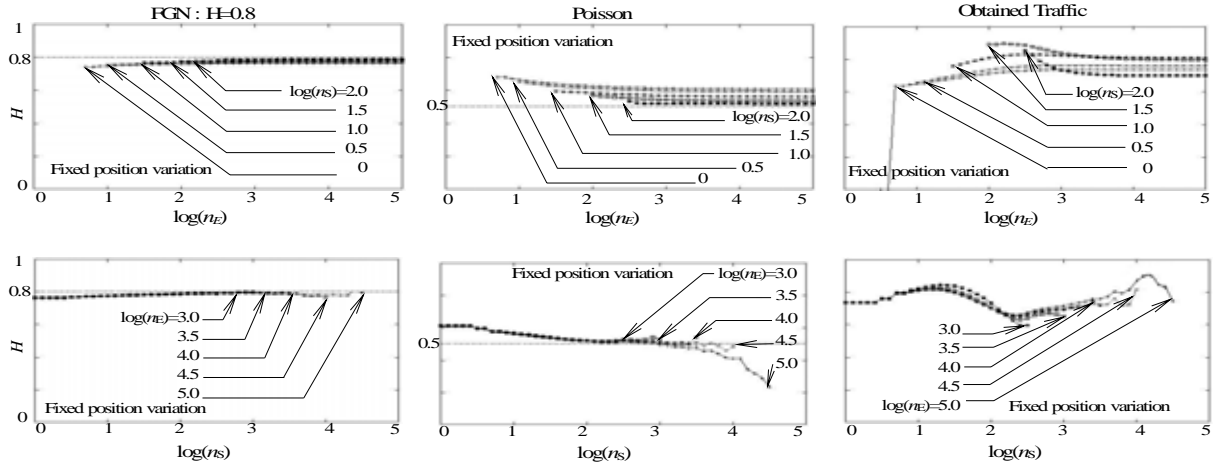 FGN : H=0.8
1
0.8
H
0
log(nS)=2.0
1.5
1.0
0.5
0
Fixed position variation
0 1 2 3 4 5
log(nE)
Poisson
Fixed position variation
0.5
log(nS)=2.0
1.5
1.0
0.5
0
0 1 2 3 4 5
log(nE)
Obtained Traffic
log(nS)=2.0
1.5
1.0
0.5
0
Fixed position variation
0 1 2 3 4 5
log(nE)
1
0.8
H
0
log(nE)=3.0
3.5
4.0
4.5
5.0
Fixed position variation
0 1 2 3 4 5
log(nS)
Fixed position variation
0.5
log(nE)=3.0
3.5
4.0
4.5
5.0
0 1 2 3 4 5
log(nS)
3.0
3.5
4.0
4.5
log(nE)=5.0
Fixed position variation
0 1 2 3 4 5
log(nS)